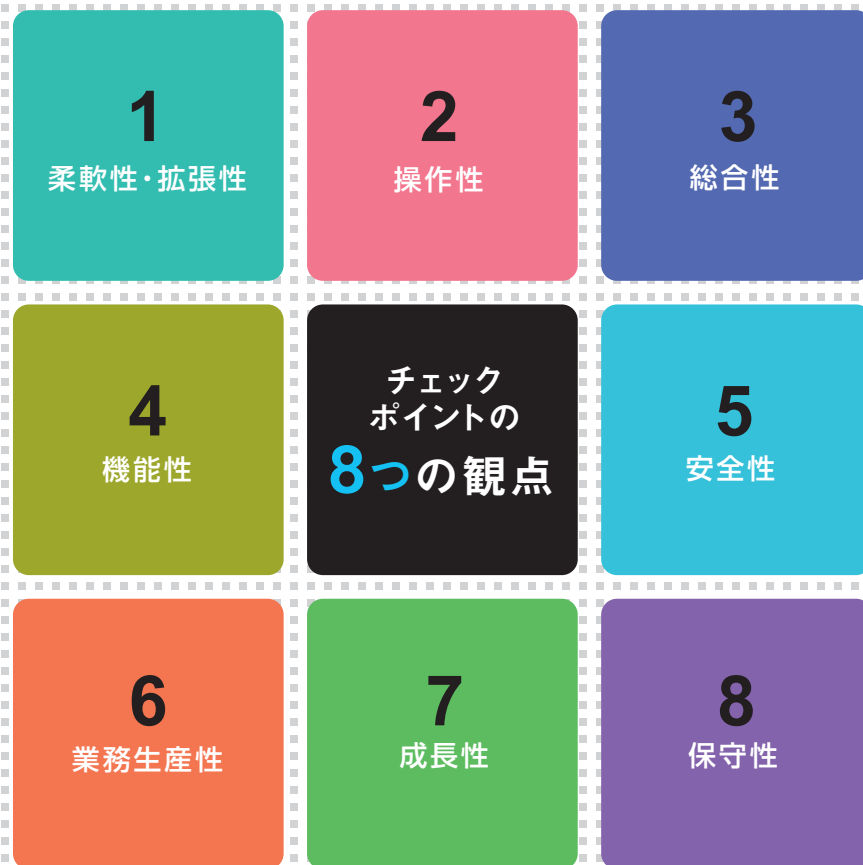 1
柔軟性・拡張性
2
操作性
3
総合性
4
機能性
チェック
ポイントの
8つの観点
5
安全性
6
業務生産性
7
成長性
8
保守性